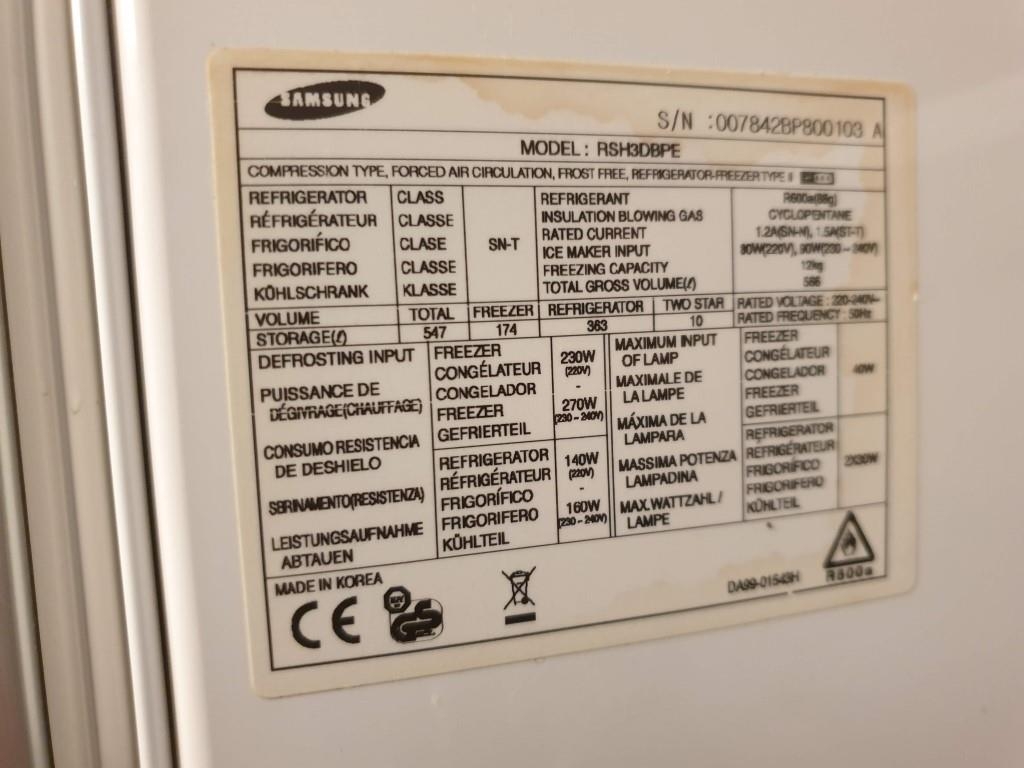 SAMSUNG
S/N :007842BP800103 A
MODEL: RSH3DBPE
COMPRESSION TYPE, FORCED AIR CIRCULATION, FROST FREE, REFRIGERATOR-FREEZER TYPE II
REFRIGERATOR CLASS
RÉFRIGÉRATEUR CLASSE
FRIGORIFICO CLASE
FRIGORIFERO CLASSE
KÜHLSCHRANK KLASSE
SN-T
REFRIGERANT R600a(88g)
INSULATION BLOWING GAS CYCLOPENTANE
RATED CURRENT 1.2A(SN-N), 1.5A(ST-T)
ICE MAKER INPUT 80W(220V), 90W(230~240V)
FREEZING CAPACITY 12kg
TOTAL GROSS VOLUME(ℓ) 586
VOLUME TOTAL FREEZER REFRIGERATOR TWO STAR RATED VOLTAGE : 220-240V~
STORAGE(ℓ) 547 174 363 10 RATED FREQUENCY : 50Hz
DEFROSTING INPUT
PUISSANCE DE
DÉGIVRAGE(CHAUFFAGE)
CONSUMO RESISTENCIA
DE DESHIELO
SBRINAMENTO(RESISTENZA)
LEISTUNGSAUFNAHME
ABTAUEN
FREEZER
CONGÉLATEUR
CONGELADOR
FREEZER
GEFRIERTEIL
230W
(220V)
-
270W
(230~240V)
REFRIGERATOR
RÉFRIGÉRATEUR
FRIGORÍFICO
FRIGORIFERO
KÜHLTEIL
140W
(220V)
-
160W
(230~240V)
MAXIMUM INPUT
OF LAMP
MAXIMALE DE
LA LAMPE
MÁXIMA DE LA
LAMPARA
MASSIMA POTENZA
LAMPADINA
MAX.WATTZAHL /
LAMPE
FREEZER
CONGÉLATEUR
CONGELADOR
FREEZER
GEFRIERTEIL
40W
REFRIGERATOR
RÉFRIGÉRATEUR
FRIGORÍFICO
FRIGORIFERO
KÜHLTEIL
2X30W
MADE IN KOREA
CE
GS
DA99-01543H
R600a